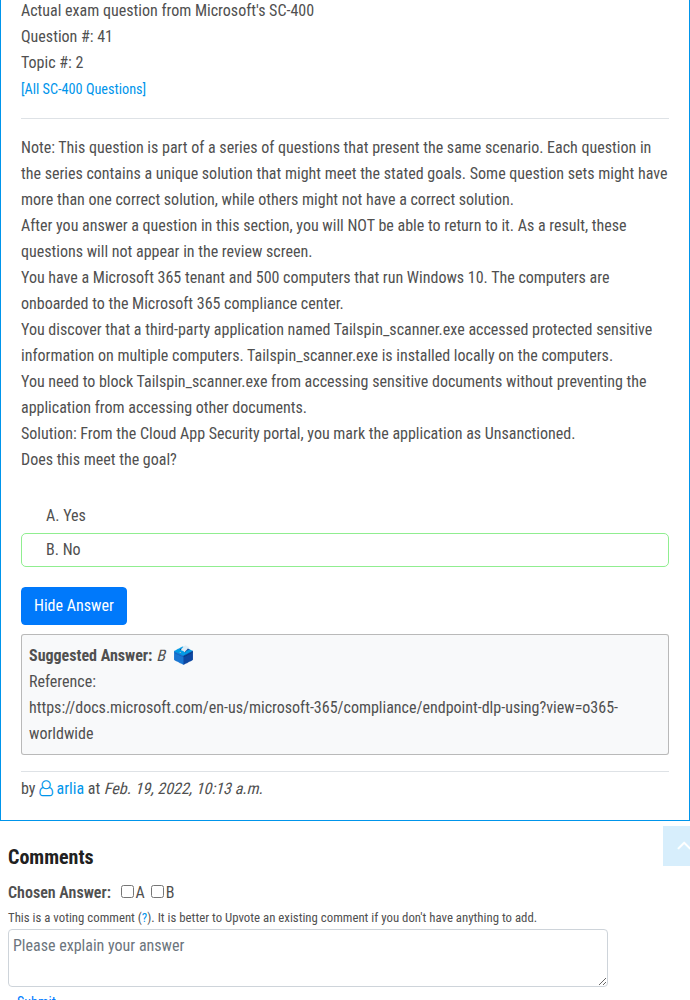 Actual exam question from Microsoft's SC-400
Question #: 41
Topic #: 2
[All SC-400 Questions]
Note: This question is part of a series of questions that present the same scenario. Each question in
the series contains a unique solution that might meet the stated goals. Some question sets might have
more than one correct solution, while others might not have a correct solution.
After you answer a question in this section, you will NOT be able to return to it. As a result, these
questions will not appear in the review screen.
You have a Microsoft 365 tenant and 500 computers that run Windows 10. The computers are
onboarded to the Microsoft 365 compliance center.
You discover that a third-party application named Tailspin_scanner.exe accessed protected sensitive
information on multiple computers. Tailspin_scanner.exe is installed locally on the computers.
You need to block Tailspin_scanner.exe from accessing sensitive documents without preventing the
application from accessing other documents.
Solution: From the Cloud App Security portal, you mark the application as Unsanctioned.
Does this meet the goal?
A. Yes
B. No
Hide Answer
Suggested Answer: B
Reference:
https://docs.microsoft.com/en-us/microsoft-365/compliance/endpoint-dlp-using?view=o365-
worldwide
by arlia at Feb. 19, 2022, 10:13 a.m.
Comments
Chosen Answer: A B
This is a voting comment (?). It is better to Upvote an existing comment if you don't have anything to add.
Please explain your answer
Submit